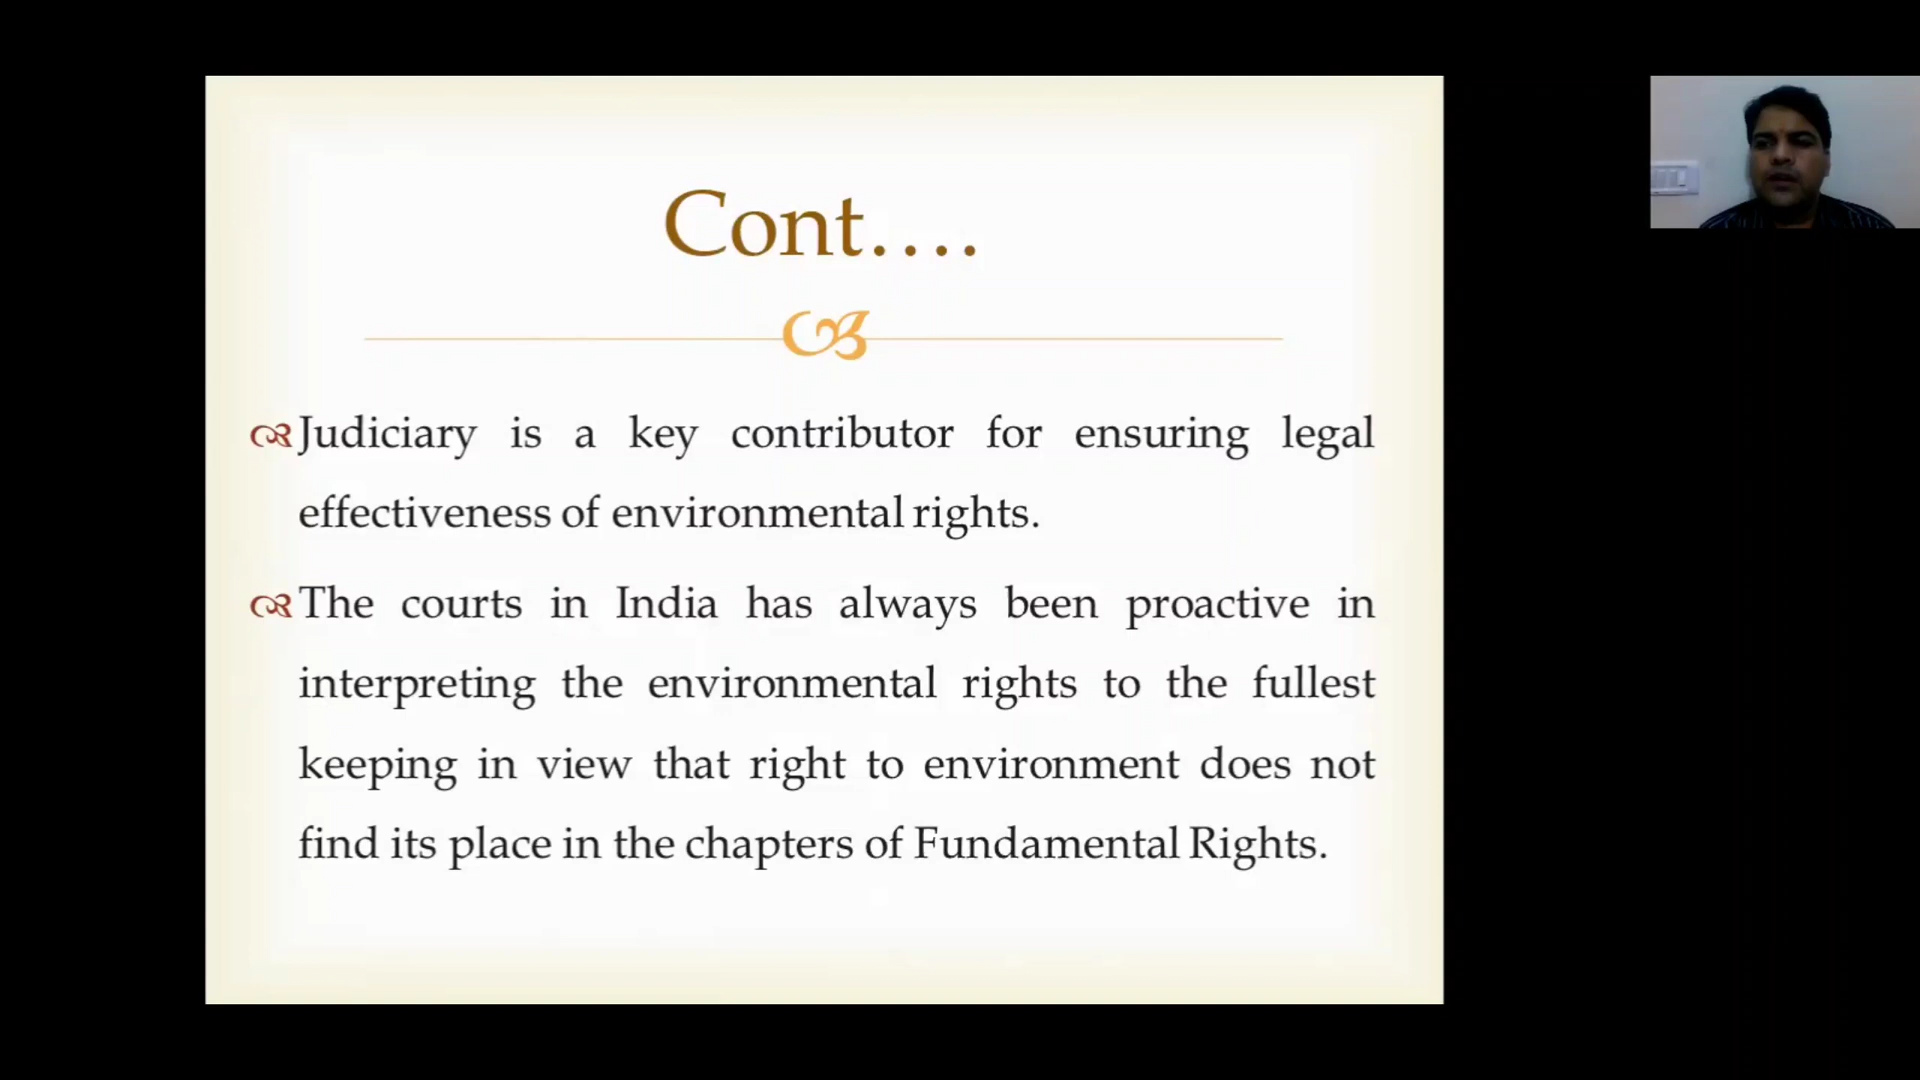 Cont....
Judiciary is a key contributor for ensuring legal
effectiveness of environmental rights.
The courts in India has always been proactive in
interpreting the environmental rights to the fullest
keeping in view that right to environment does not
find its place in the chapters of Fundamental Rights.